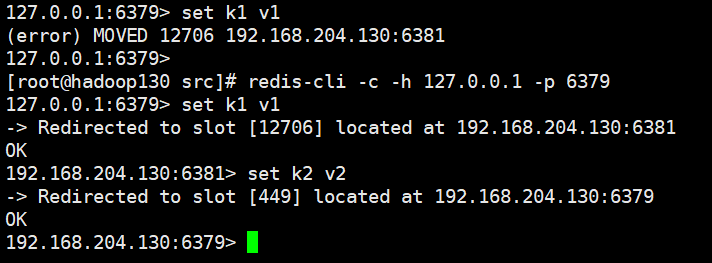 127.0.0.1:6379> set k1 v1
(error) MOVED 12706 192.168.204.130:6381
127.0.0.1:6379>
[root@hadoop130 src]# redis-cli -c -h 127.0.0.1 -p 6379
127.0.0.1:6379> set k1 v1
-> Redirected to slot [12706] located at 192.168.204.130:6381
OK
192.168.204.130:6381> set k2 v2
-> Redirected to slot [449] located at 192.168.204.130:6379
OK
192.168.204.130:6379>